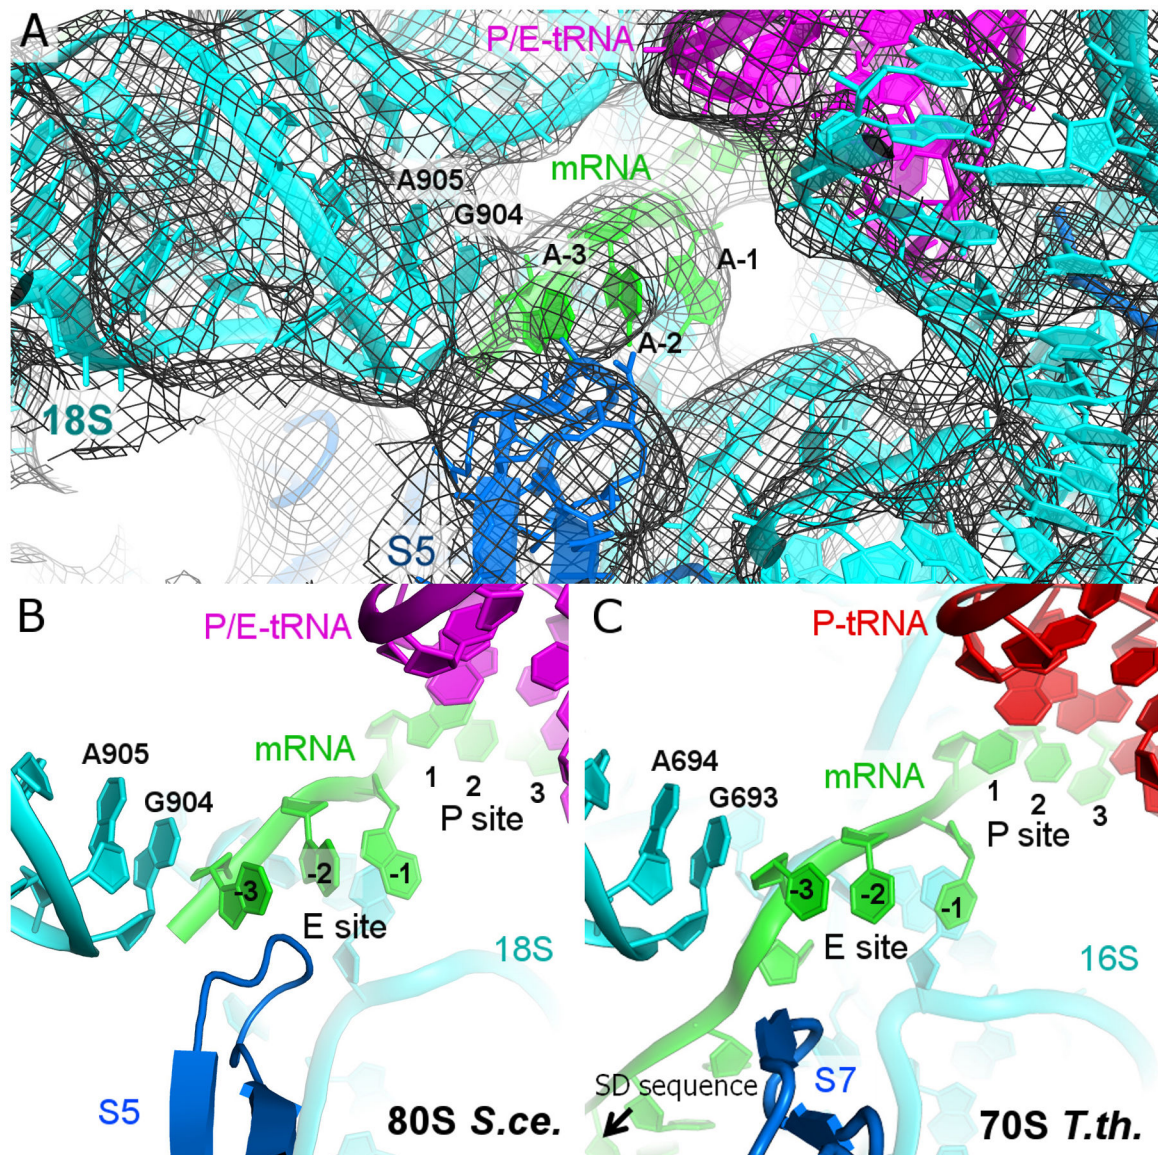 A
P/E-tRNA
mRNA
A905
G904
A-3
A-1
A-2
18S
S5
B
P/E-tRNA
mRNA
A905
G904
1
2
3
P site
-3
-2
-1
E site
18S
S5
80S S.ce.
C
P-tRNA
mRNA
A694
G693
1
2
3
P site
-3
-2
-1
E site
16S
S7
SD sequence
70S T.th.